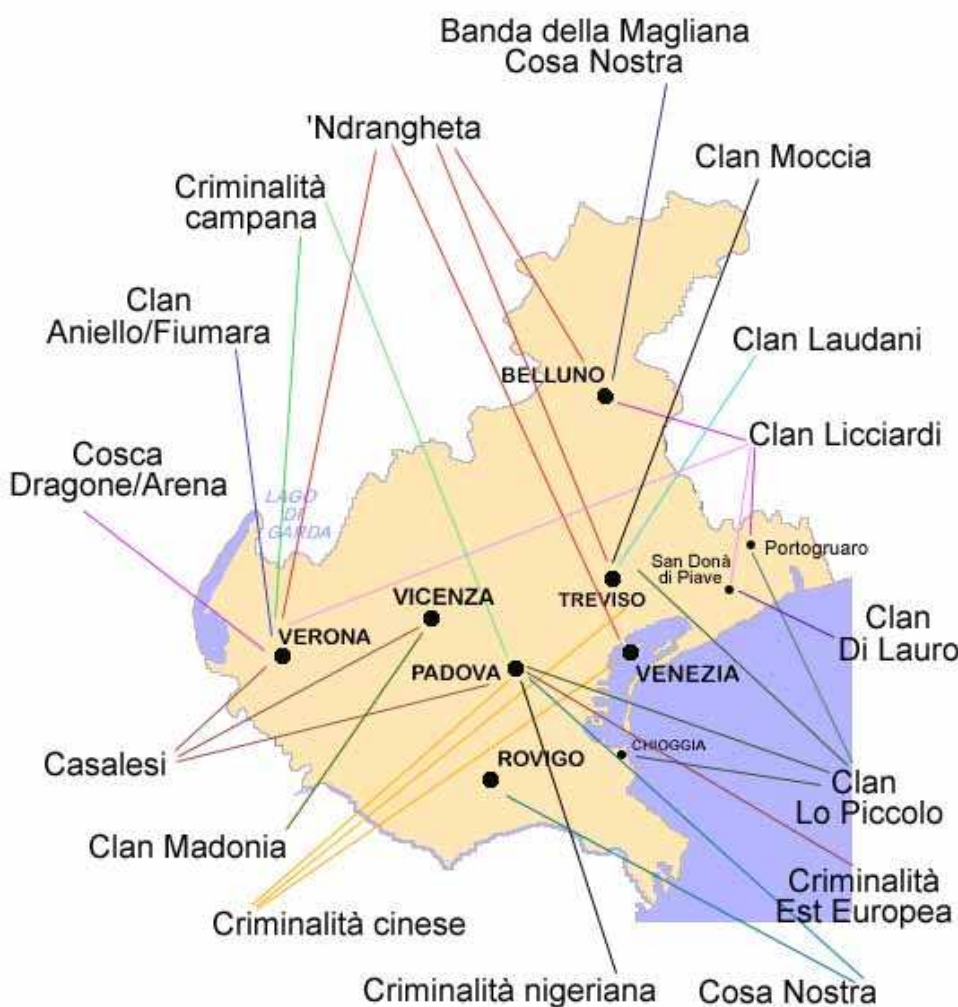 Banda della Magliana
Cosa Nostra
'Ndrangheta
Clan Moccia
Criminalità
campana
Clan
Aniello/Fiumara
Clan Laudani
BELLUNO
Clan Licciardi
Cosca
Dragone/Arena
LAGO
DI
GARDA
Portogruaro
San Donà
di Piave
VICENZA
TREVISO
VERONA
Clan
Di Lauro
PADOVA
VENEZIA
CHIOGGIA
ROVIGO
Casalesi
Clan
Lo Piccolo
Clan Madonia
Criminalità
Est Europea
Criminalità cinese
Criminalità nigeriana
Cosa Nostra